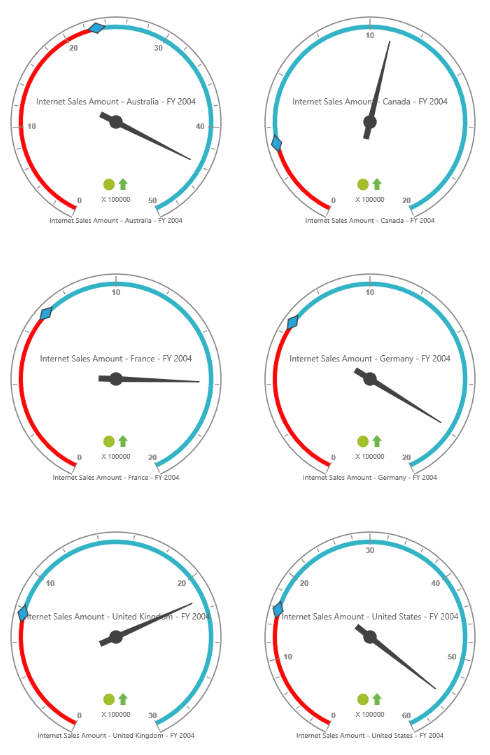 20
30
Internet Sales Amount - Australia - FY 2004
10
40
0
50
X 100000
Internet Sales Amount - Australia - FY 2004
10
Internet Sales Amount - Canada - FY 2004
0
20
X 100000
Internet Sales Amount - Canada - FY 2004
10
Internet Sales Amount - France - FY 2004
0
20
X 100000
Internet Sales Amount - France - FY 2004
10
Internet Sales Amount - Germany - FY 2004
0
20
X 100000
Internet Sales Amount - Germany - FY 2004
10
20
Internet Sales Amount - United Kingdom - FY 2004
0
30
X 100000
Internet Sales Amount - United Kingdom - FY 2004
30
20
40
Internet Sales Amount - United States - FY 2004
10
50
0
60
X 100000
Internet Sales Amount - United States - FY 2004